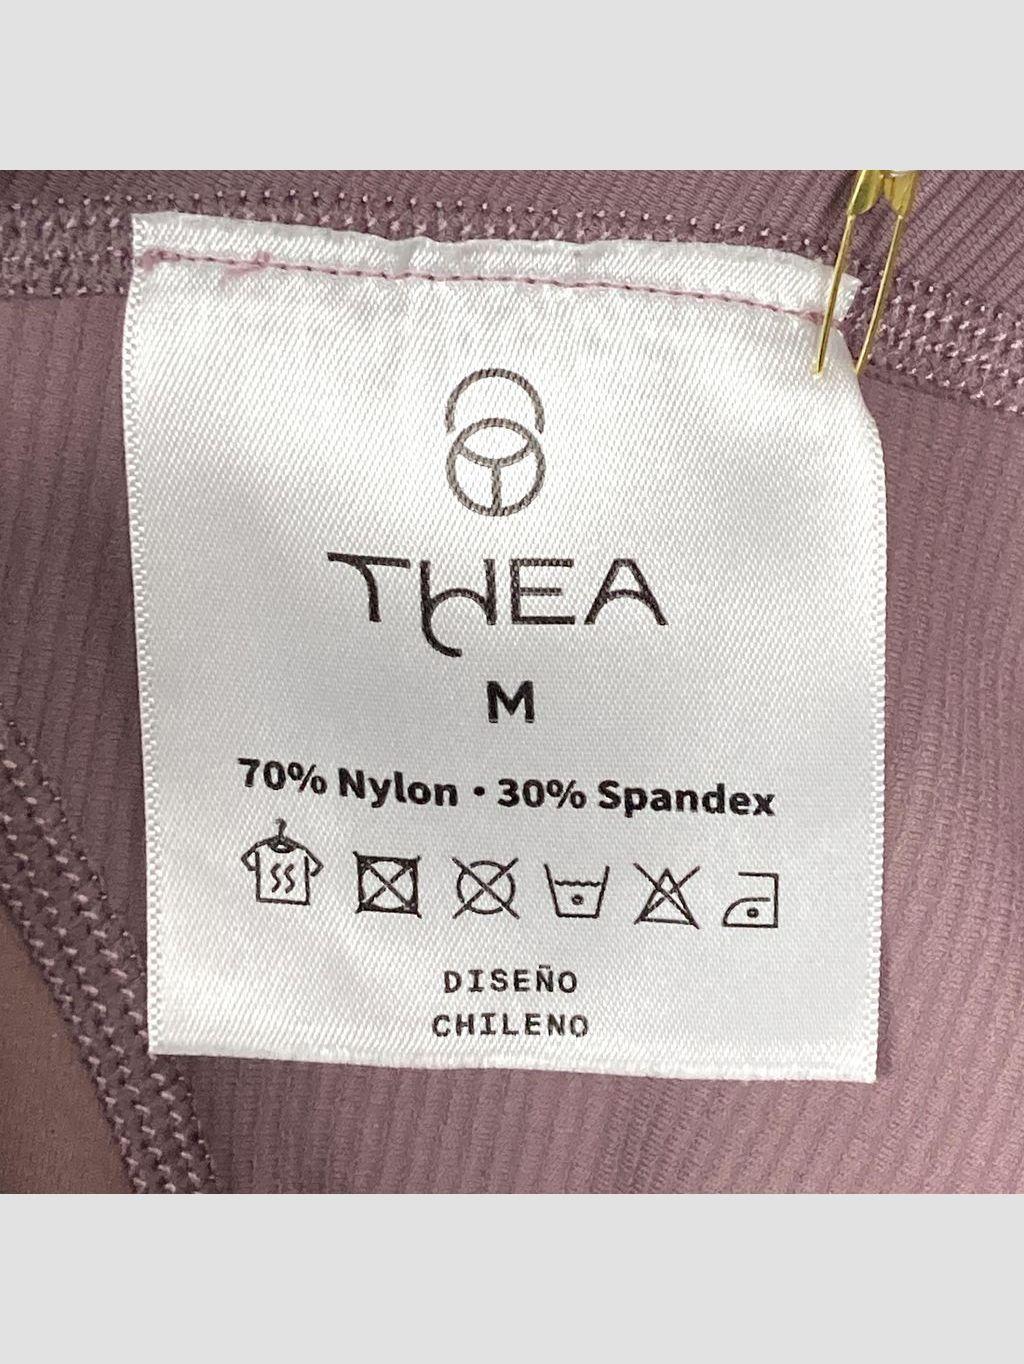 THEA
M
70% Nylon • 30% Spandex
DISEÑO
CHILENO